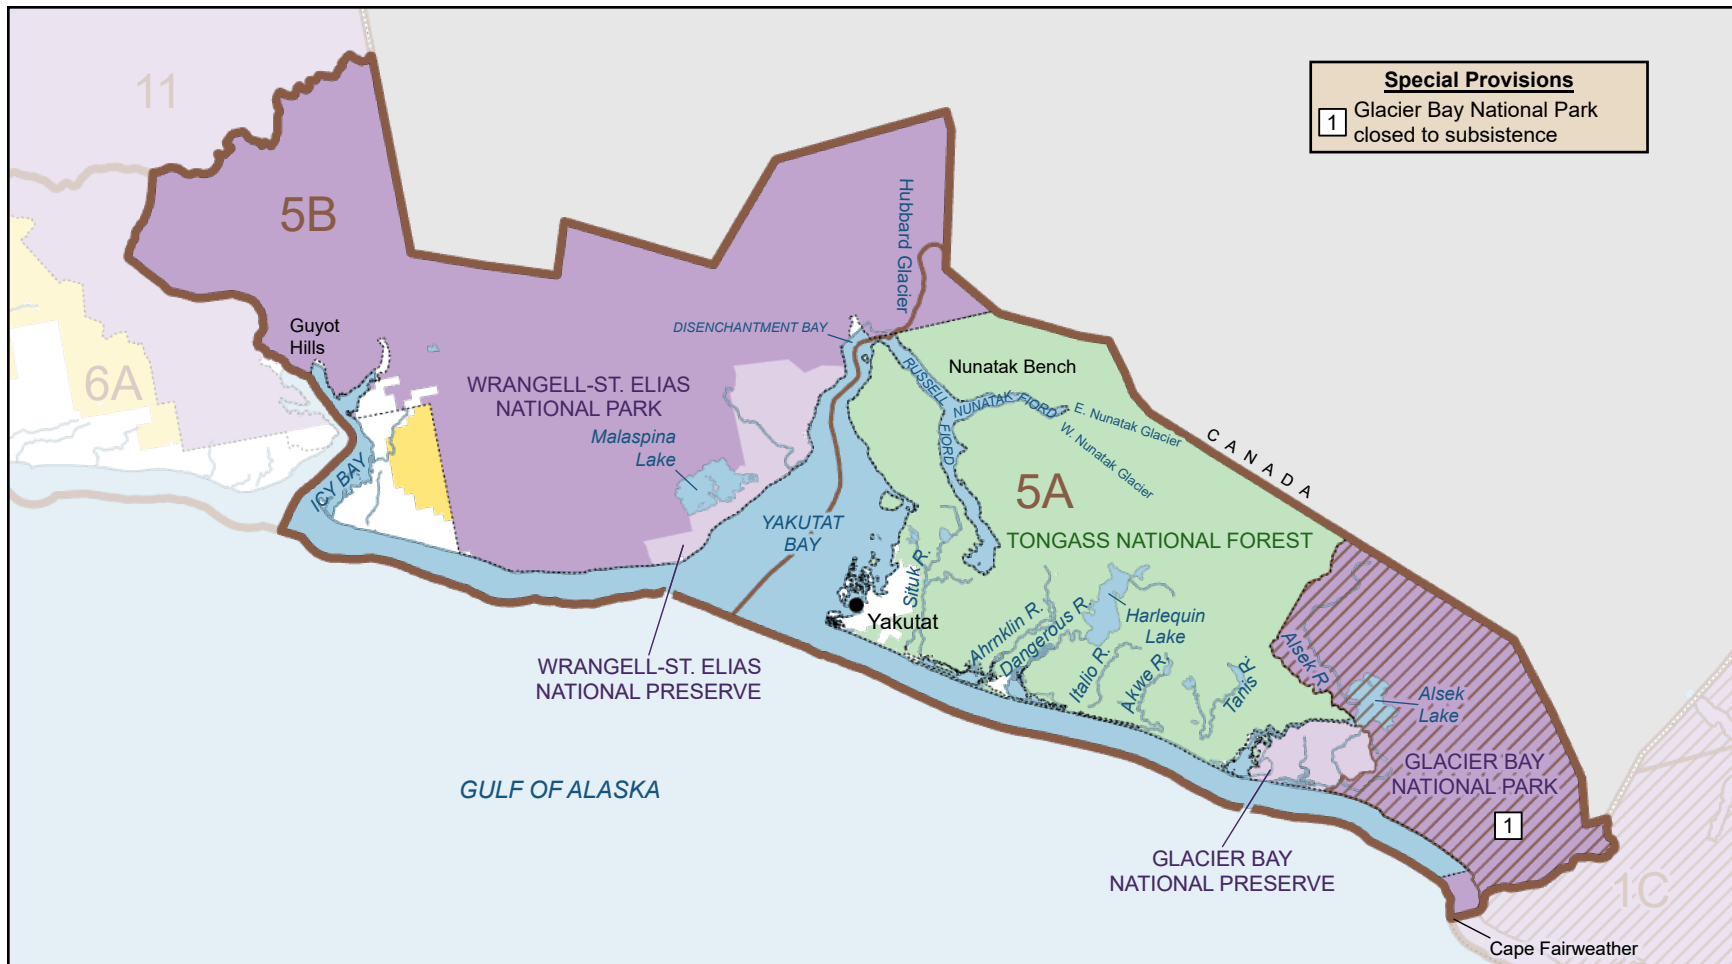 11
Special Provisions
1
Glacier Bay National Park
closed to subsistence
5B
Hubbard Glacier
Guyot
Hills
DISENCHANTMENT BAY
6A
WRANGELL-ST. ELIAS
NATIONAL PARK
Nunatak Bench
RUSSELL
FIORD
NUNATAK FIORD
E. Nunatak Glacier
W. Nunatak Glacier
CANADA
Malaspina
Lake
ICY BAY
5A
YAKUTAT
BAY
TONGASS NATIONAL FOREST
Situk R.
Yakutat
Ahrnklin R.
Dangerous R.
Harlequin
Lake
Italio R.
Akwe R.
Tanis R.
Alsek R.
Alsek
Lake
WRANGELL-ST. ELIAS
NATIONAL PRESERVE
GLACIER BAY
NATIONAL PARK
1
GULF OF ALASKA
GLACIER BAY
NATIONAL PRESERVE
1C
Cape Fairweather